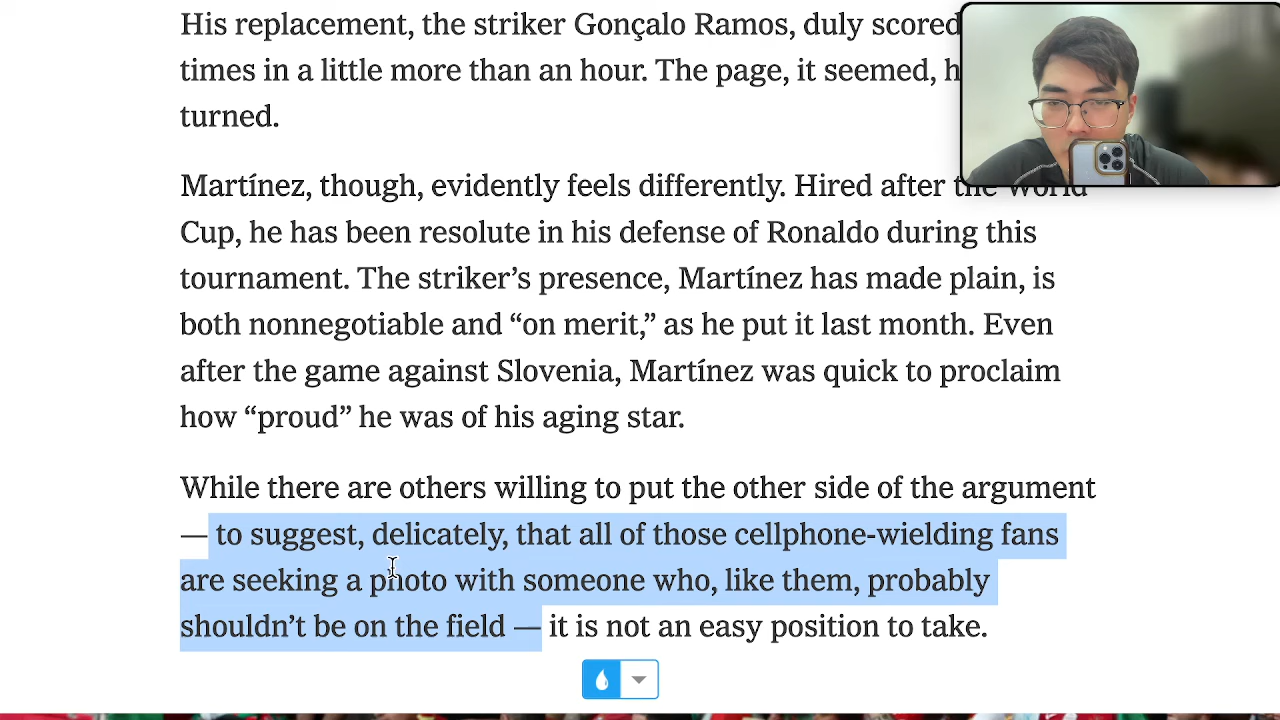 His replacement, the striker Gonçalo Ramos, duly scored
times in a little more than an hour. The page, it seemed,
turned.
Martínez, though, evidently feels differently. Hired after the World
Cup, he has been resolute in his defense of Ronaldo during this
tournament. The striker’s presence, Martínez has made plain, is
both nonnegotiable and “on merit,” as he put it last month. Even
after the game against Slovenia, Martínez was quick to proclaim
how “proud” he was of his aging star.
While there are others willing to put the other side of the argument
— to suggest, delicately, that all of those cellphone-wielding fans
are seeking a photo with someone who, like them, probably
shouldn’t be on the field — it is not an easy position to take.